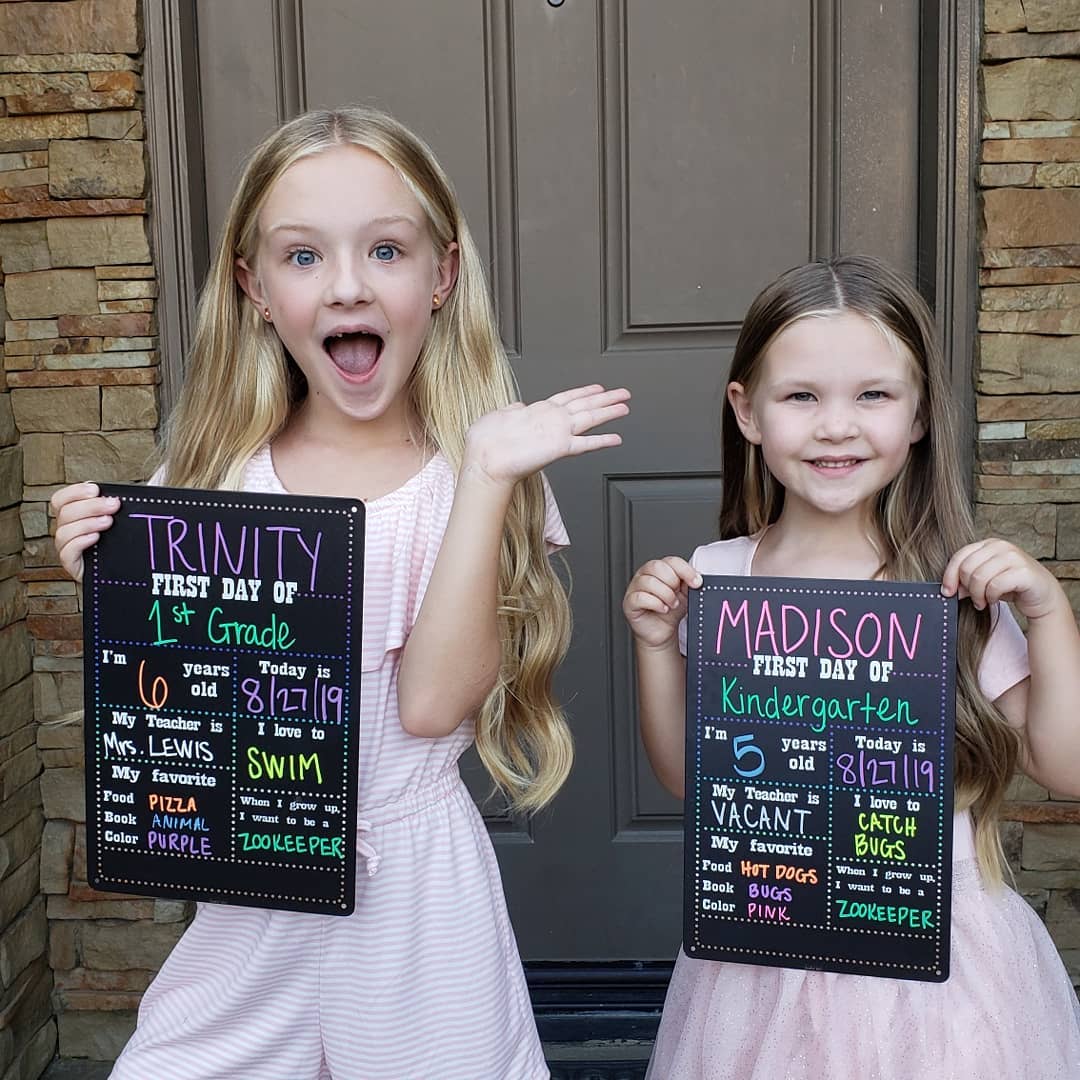 TRINITY
FIRST DAY OF
1st Grade
I'm 6 years old
Today is 8/27/19
My Teacher is
Mrs. LEWIS
I love to
SWIM
My favorite
Food PIZZA
Book ANIMAL
Color PURPLE
When I grow up,
I want to be a
ZOOKEEPER
MADISON
FIRST DAY OF
Kindergarten
I'm 5 years old
Today is 8/27/19
My Teacher is
VACANT
I love to
CATCH
BUGS
My favorite
Food HOT DOGS
Book BUGS
Color PINK
When I grow up,
I want to be a
ZOOKEEPER